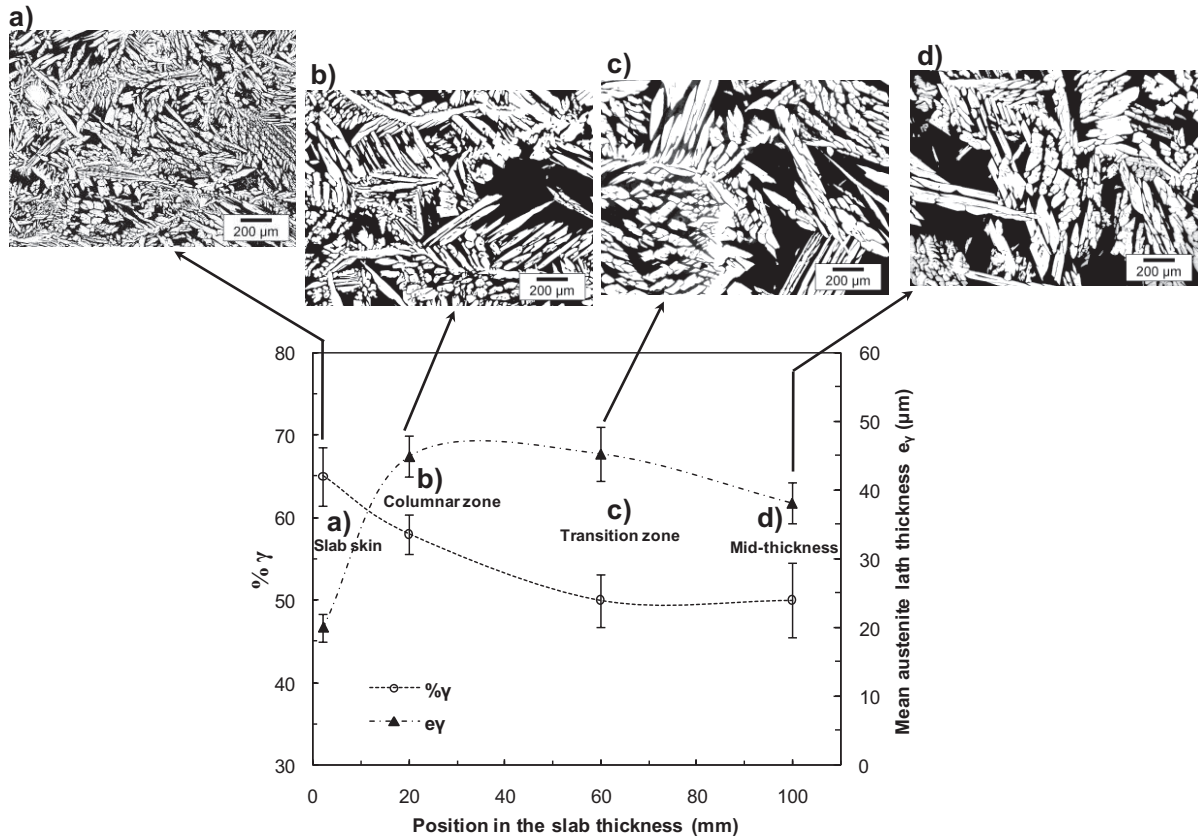 a)
b)
c)
d)
200 µm
200 µm
200 µm
200 µm
80
70
60
50
40
30
% γ
60
50
40
30
20
10
0
Mean austenite lath thickness eγ (µm)
a)
Slab skin
b)
Columnar zone
c)
Transition zone
d)
Mid-thickness
%γ
eγ
0 20 40 60 80 100
Position in the slab thickness (mm)